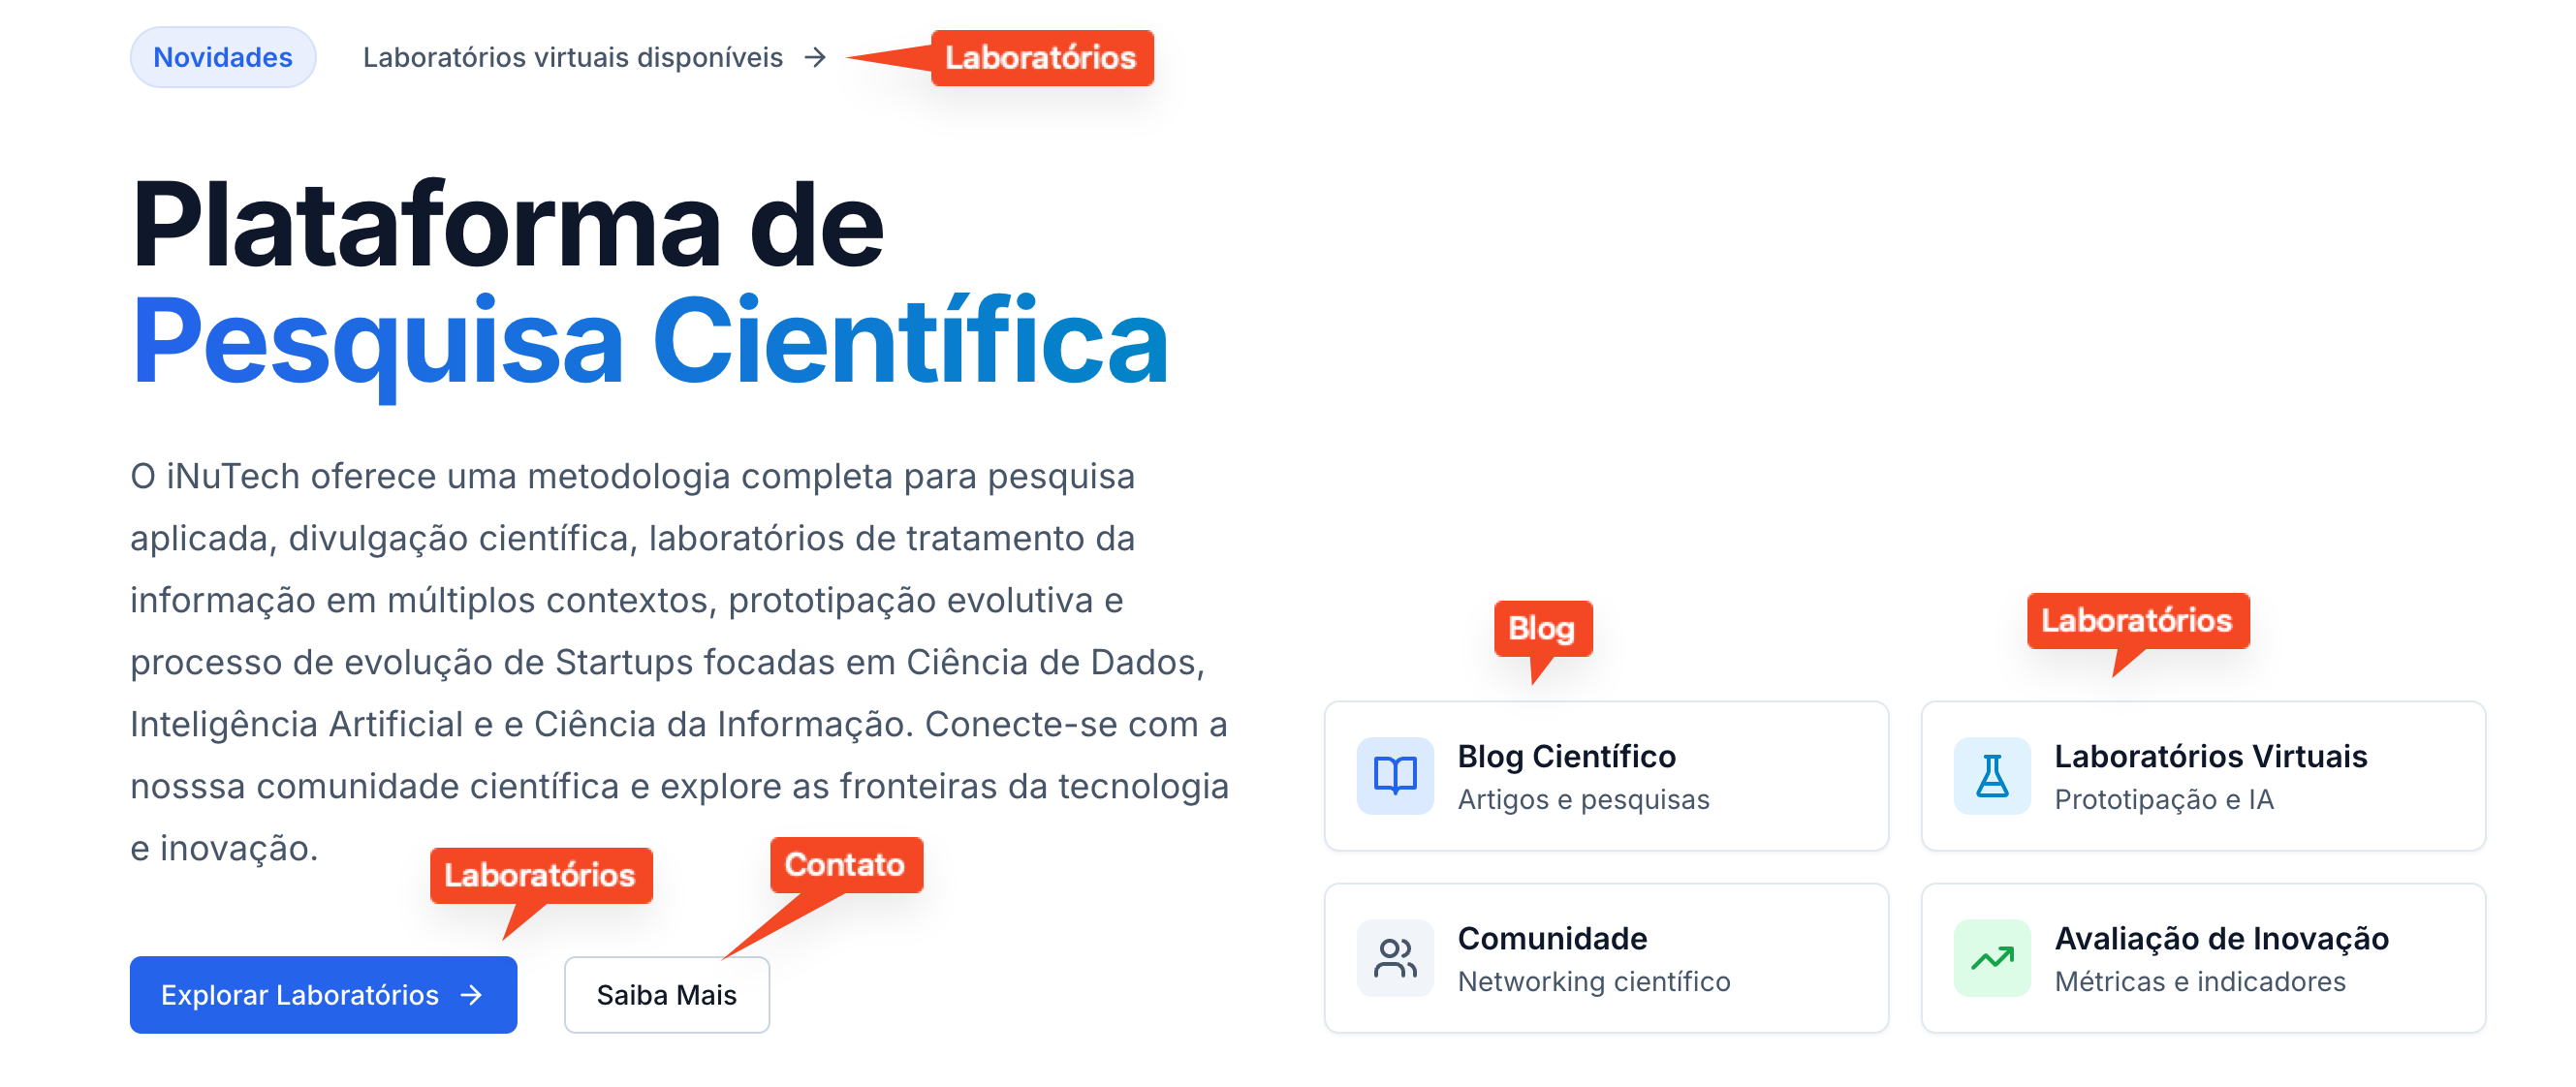 Novidades
Laboratórios virtuais disponíveis →
Laboratórios
Plataforma de
Pesquisa Científica
O iNuTech oferece uma metodologia completa para pesquisa
aplicada, divulgação científica, laboratórios de tratamento da
informação em múltiplos contextos, prototipação evolutiva e
processo de evolução de Startups focadas em Ciência de Dados,
Inteligência Artificial e e Ciência da Informação. Conecte-se com a
nosssa comunidade científica e explore as fronteiras da tecnologia
e inovação.
Laboratórios
Contato
Explorar Laboratórios →
Saiba Mais
Blog
Laboratórios
Blog Científico
Artigos e pesquisas
Laboratórios Virtuais
Prototipação e IA
Comunidade
Networking científico
Avaliação de Inovação
Métricas e indicadores